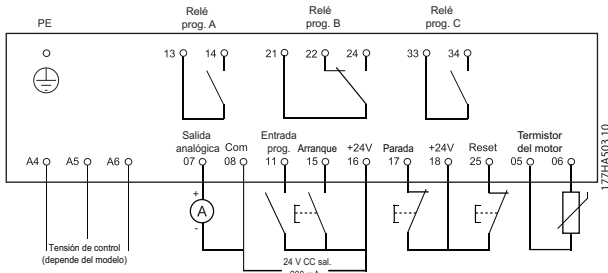 PE
Relé
prog. A
Relé
prog. B
Relé
prog. C
13
14
21
22
24
33
34
Salida
analógica
Com
Entrada
prog.
Arranque
+24V
Parada
+24V
Reset
Termistor
del motor
A4
A5
A6
07
08
11
15
16
17
18
25
05
06
+
A
-
Tensión de control
(depende del modelo)
24 V CC sal.
177HA503.10